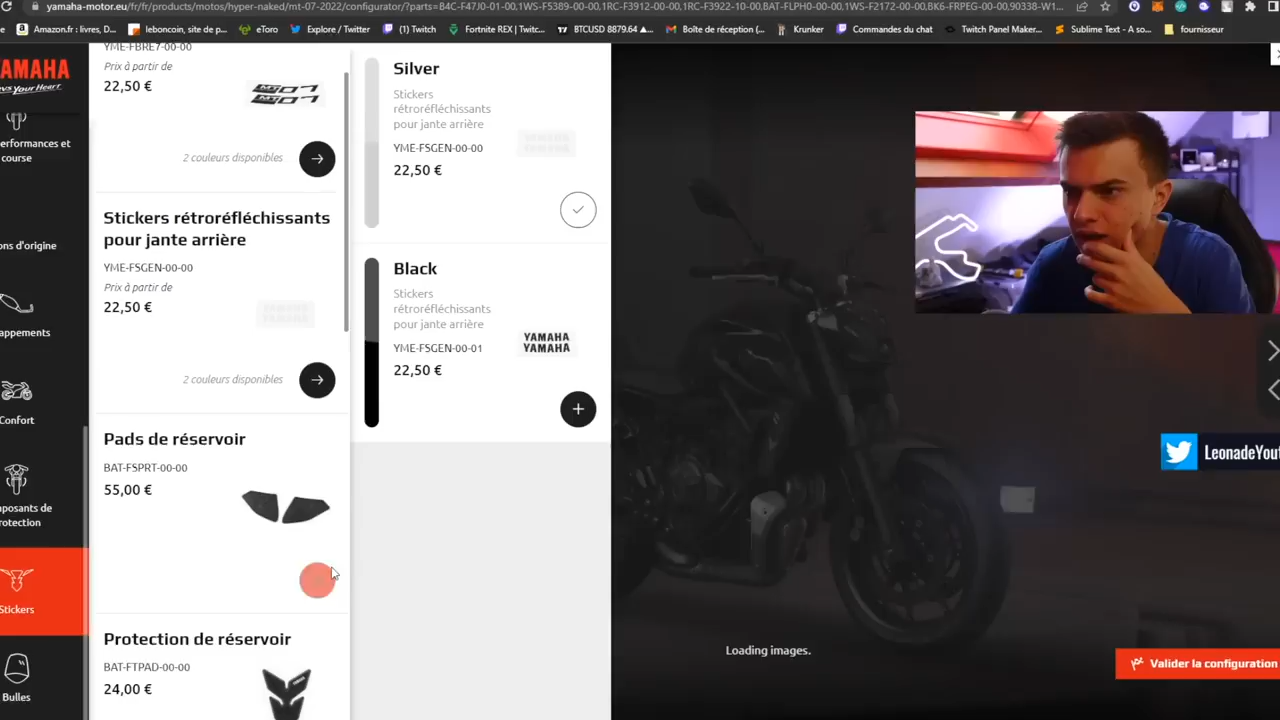 yamaha-motor.eu/fr/fr/products/motos/hyper-naked/mt-07-2022/configurator/?parts=B4C-F47J0-01-00,1WS-F5389-00-00,1RC-F3912-00-00,1RC-F3922-10-00,BAT-FLPH0-00-00,1WS-F2172-00-00,BK6-FRPEG-00-00,90338-W1...
Amazon.fr : livres, D...
leboncoin, site de p...
eToro
Explore / Twitter
(1) Twitch
Fortnite REX | Twitc...
BTCUSD 8879.64 ▲...
Boîte de réception (...
Krunker
Commandes du chat
Twitch Panel Maker...
Sublime Text - A so...
fournisseur
AMAHA
vs Your Heart
erformances et
course
ons d'origine
appements
Confort
posants de
rotection
Stickers
Bulles
YME-FBRE7-00-00
Prix à partir de
22,50 €
2 couleurs disponibles
Stickers rétroréfléchissants
pour jante arrière
YME-FSGEN-00-00
Prix à partir de
22,50 €
2 couleurs disponibles
Pads de réservoir
BAT-FSPRT-00-00
55,00 €
Protection de réservoir
BAT-FTPAD-00-00
24,00 €
Silver
Stickers
rétroréfléchissants
pour jante arrière
YME-FSGEN-00-00
22,50 €
YAMAHA
YAMAHA
Black
Stickers
rétroréfléchissants
pour jante arrière
YME-FSGEN-00-01
22,50 €
YAMAHA
YAMAHA
Loading images.
LeonadeYout
Valider la configuration